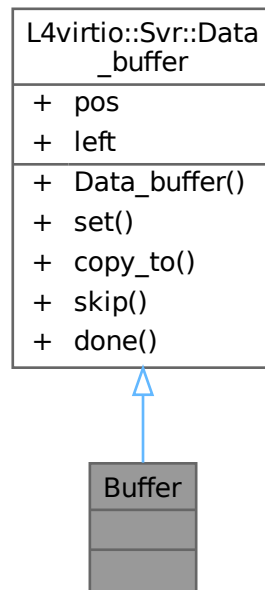 L4virtio::Svr::Data
_buffer
+ pos
+ left
+ Data_buffer()
+ set()
+ copy_to()
+ skip()
+ done()
Buffer